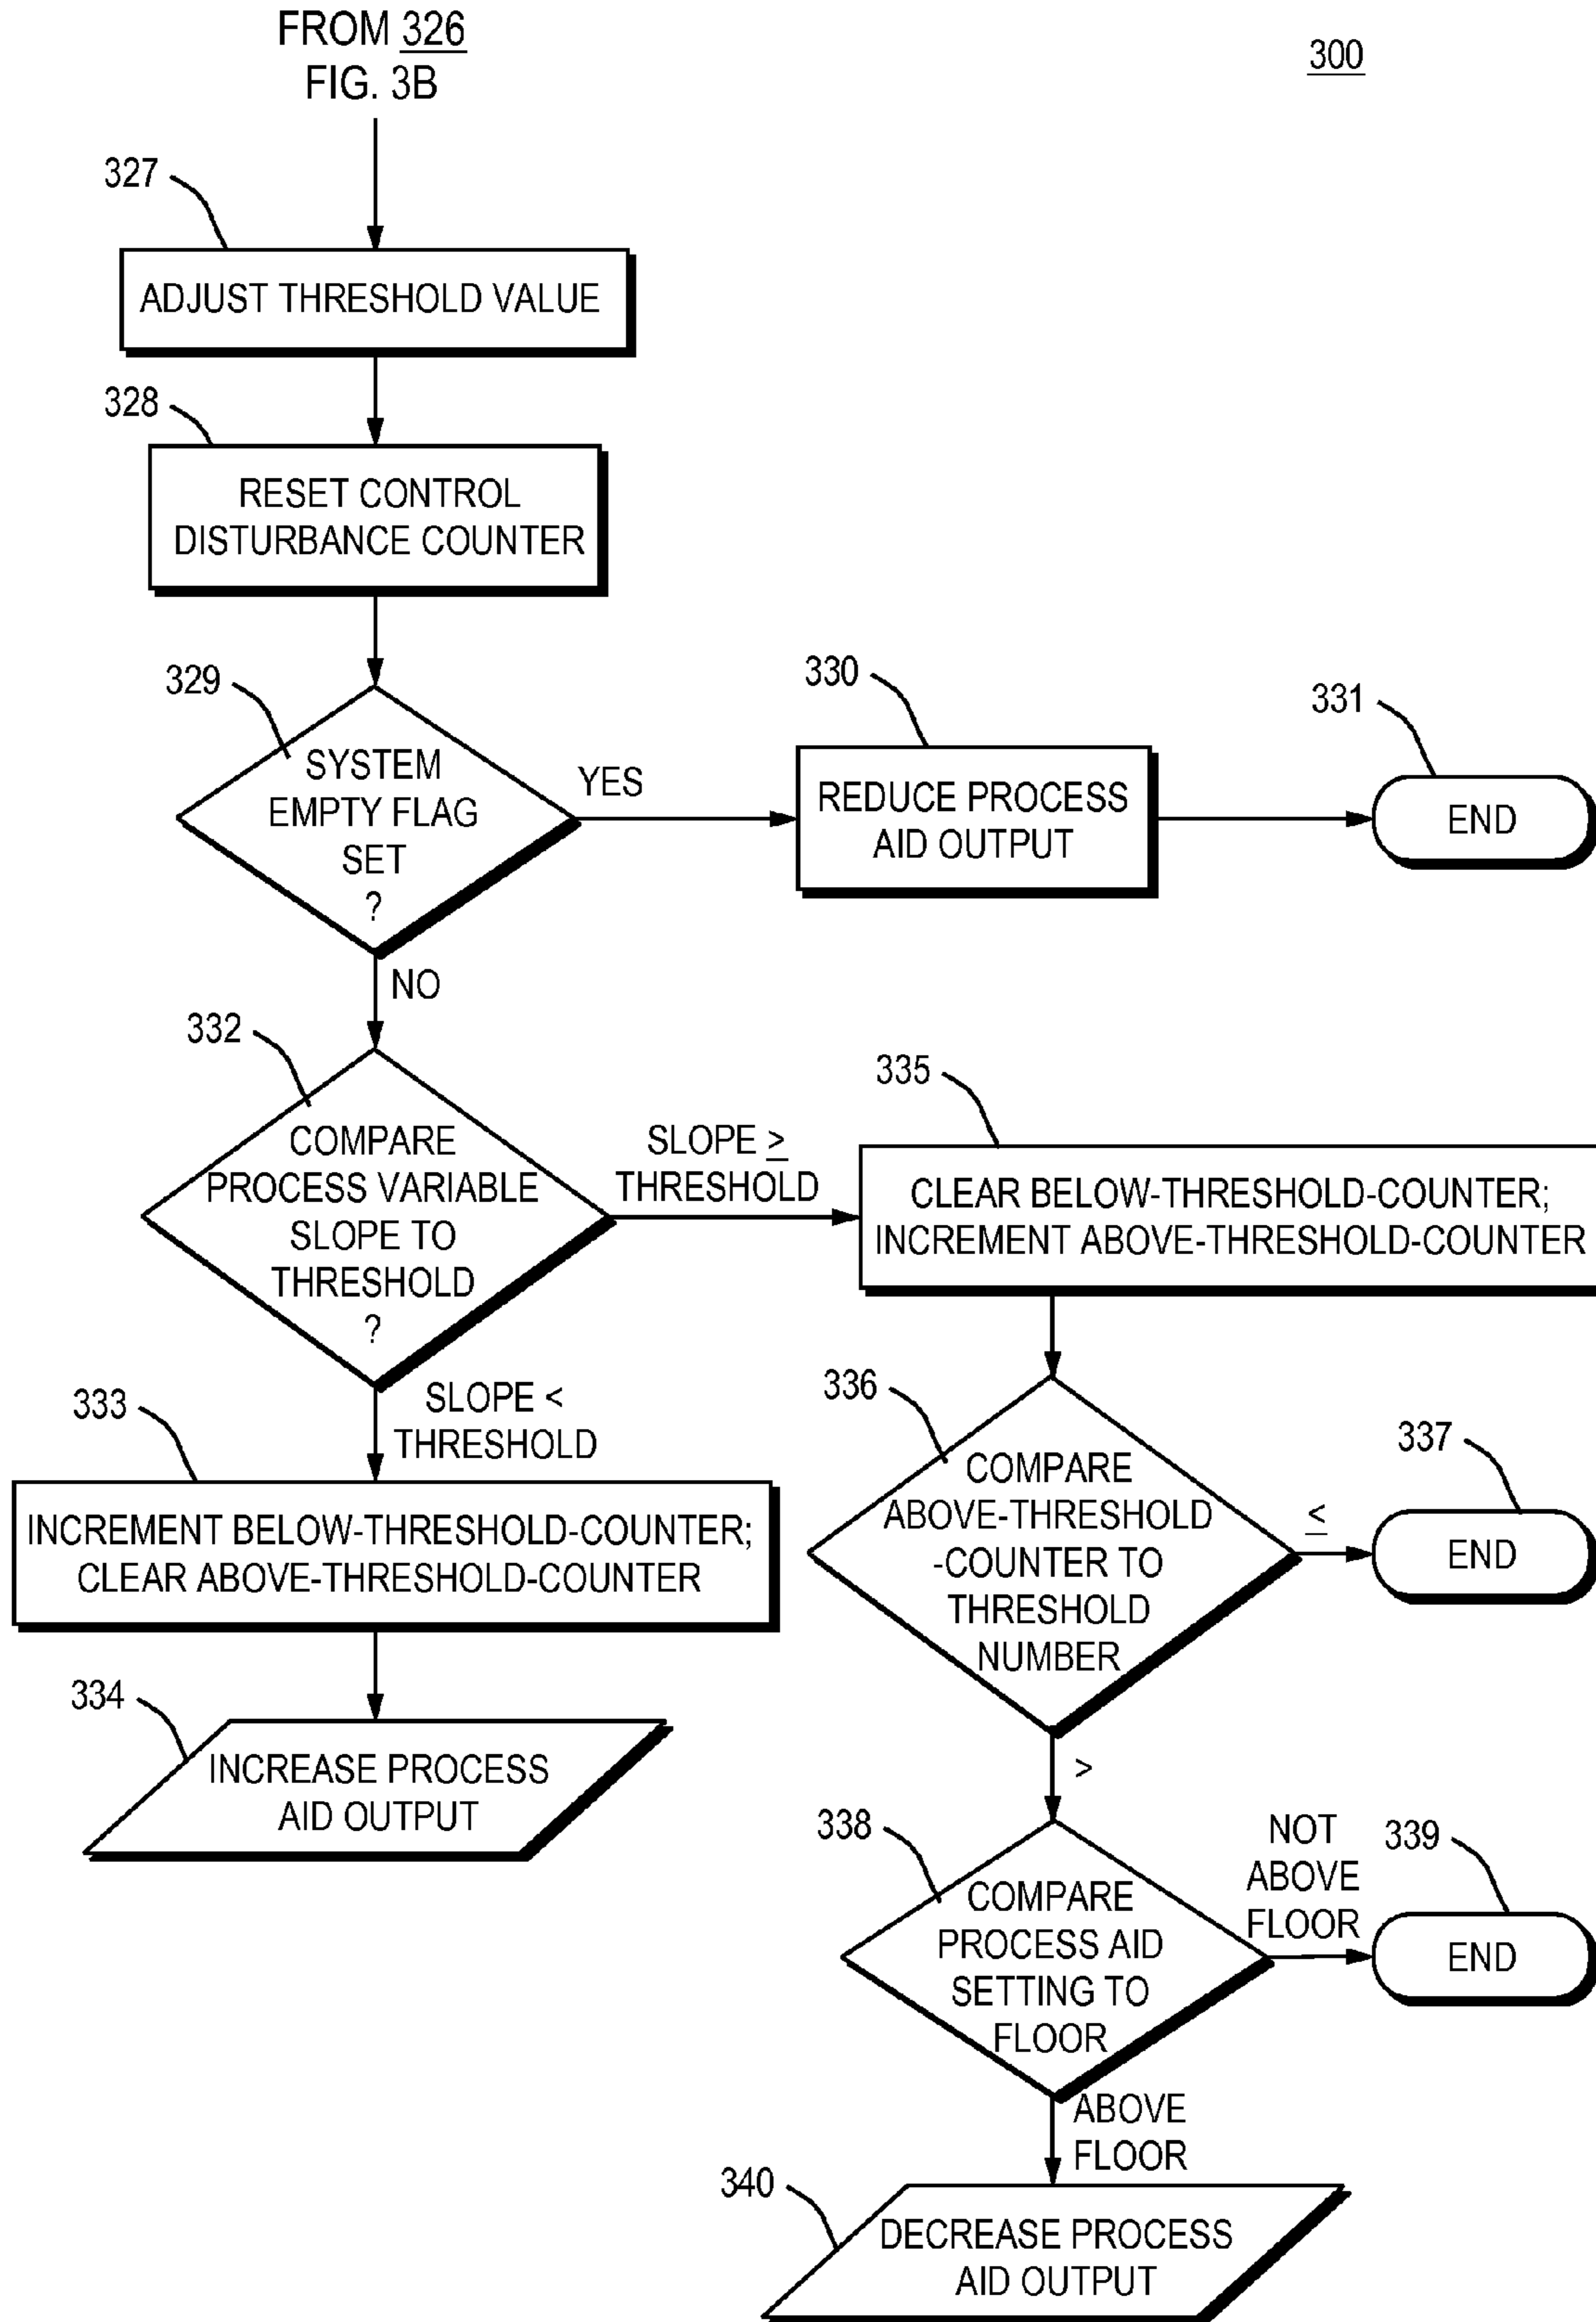 FROM 326
FIG. 3B
300
327
ADJUST THRESHOLD VALUE
328
RESET CONTROL
DISTURBANCE COUNTER
329
SYSTEM
EMPTY FLAG
SET
?
YES
330
REDUCE PROCESS
AID OUTPUT
331
END
NO
332
COMPARE
PROCESS VARIABLE
SLOPE TO
THRESHOLD
?
SLOPE ≥
THRESHOLD
335
CLEAR BELOW-THRESHOLD-COUNTER;
INCREMENT ABOVE-THRESHOLD-COUNTER
SLOPE <
THRESHOLD
333
INCREMENT BELOW-THRESHOLD-COUNTER;
CLEAR ABOVE-THRESHOLD-COUNTER
334
INCREASE PROCESS
AID OUTPUT
336
COMPARE
ABOVE-THRESHOLD
-COUNTER TO
THRESHOLD
NUMBER
≤
337
END
>
338
COMPARE
PROCESS AID
SETTING TO
FLOOR
NOT
ABOVE
FLOOR
339
END
ABOVE
FLOOR
340
DECREASE PROCESS
AID OUTPUT